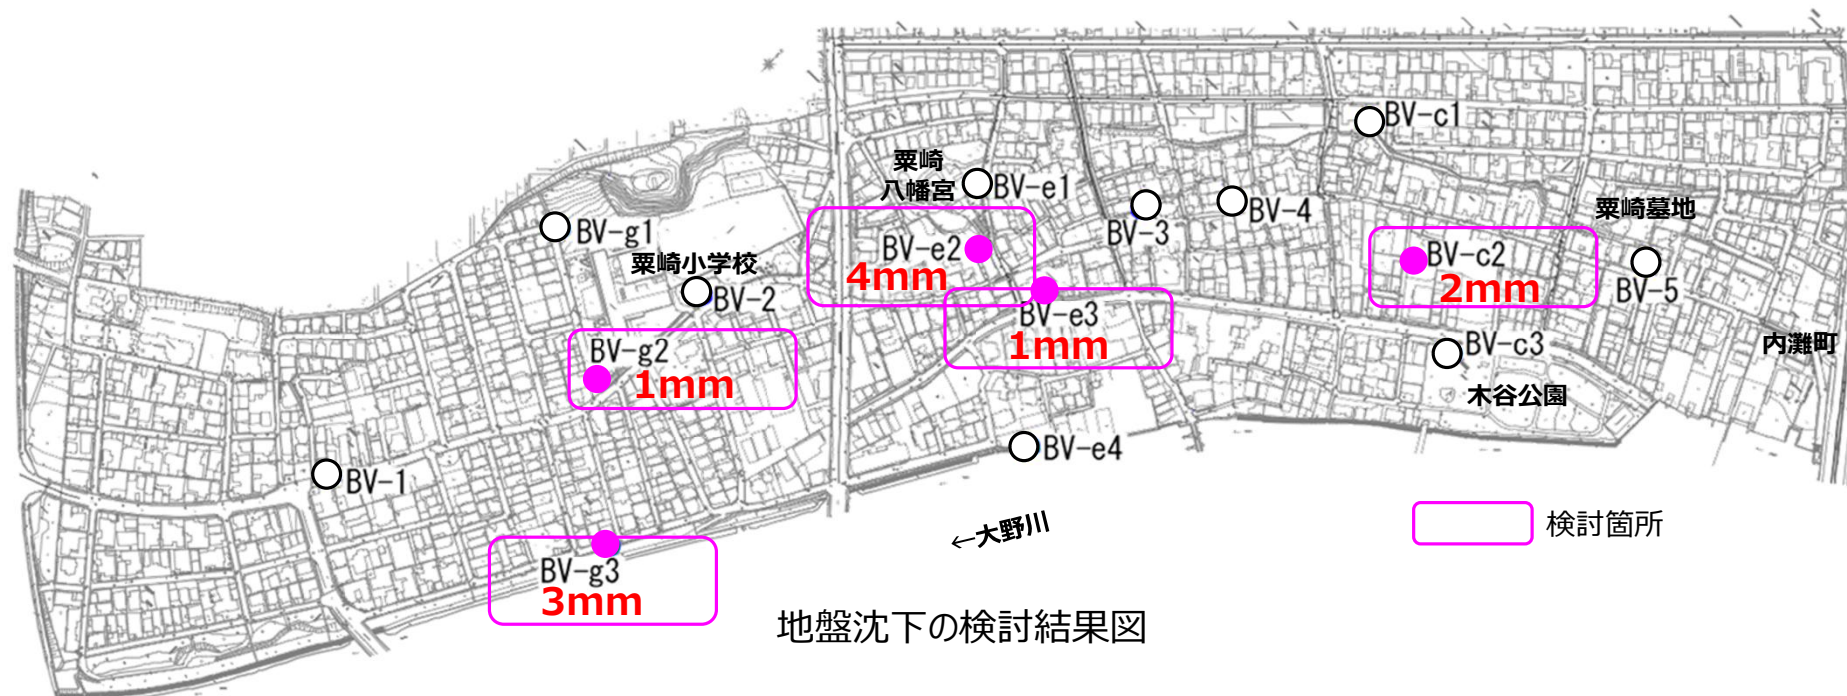 BV-c1
粟崎
八幡宮
BV-e1
BV-4
BV-3
粟崎墓地
BV-g1
BV-e2
4mm
BV-c2
2mm
BV-5
粟崎小学校
BV-2
BV-e3
1mm
BV-c3
内灘町
木谷公園
BV-g2
1mm
BV-e4
BV-1
←大野川
検討箇所
BV-g3
3mm
地盤沈下の検討結果図